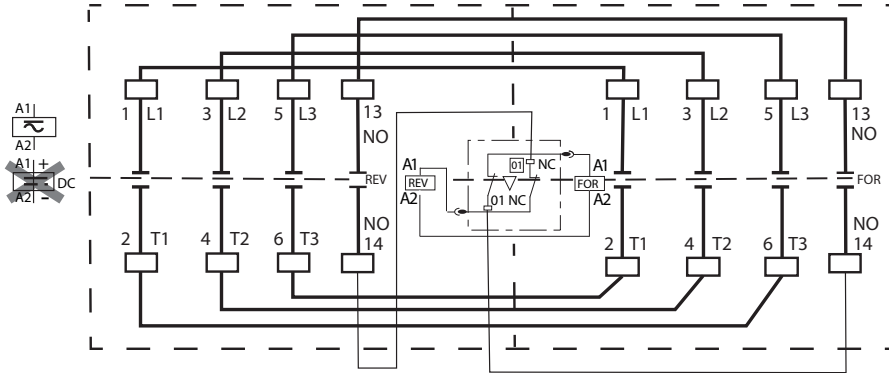 1 L1
3 L2
5 L3
13
NO
1 L1
3 L2
5 L3
13
NO
A1
A2
A1 +
A2 -
DC
REV
A1
REV
A2
01 NC
01 NC
A1
FOR
A2
FOR
2 T1
4 T2
6 T3
NO
14
2 T1
4 T2
6 T3
NO
14